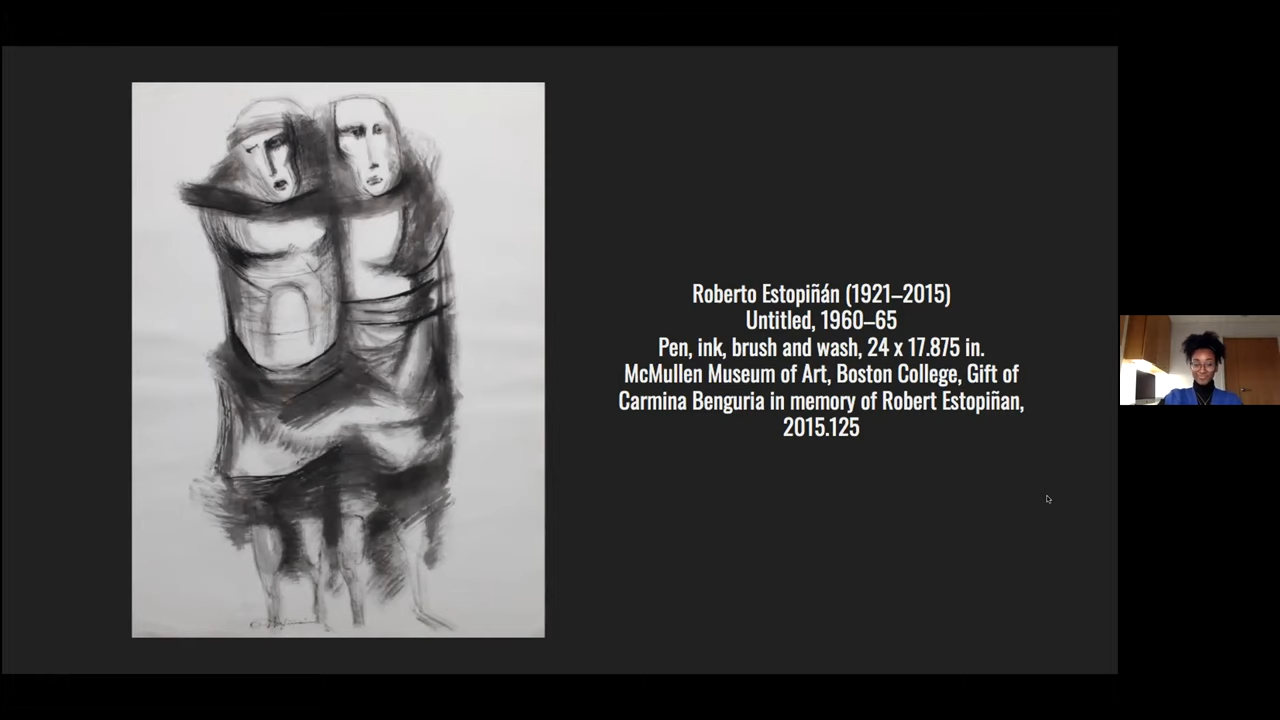 Roberto Estopiñán (1921–2015)
Untitled, 1960–65
Pen, ink, brush and wash, 24 x 17.875 in.
McMullen Museum of Art, Boston College, Gift of
Carmina Benguria in memory of Robert Estopiñan,
2015.125